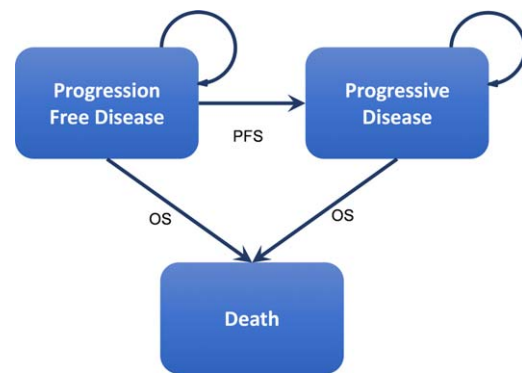 Progression
Free Disease
Progressive
Disease
PFS
OS
OS
Death